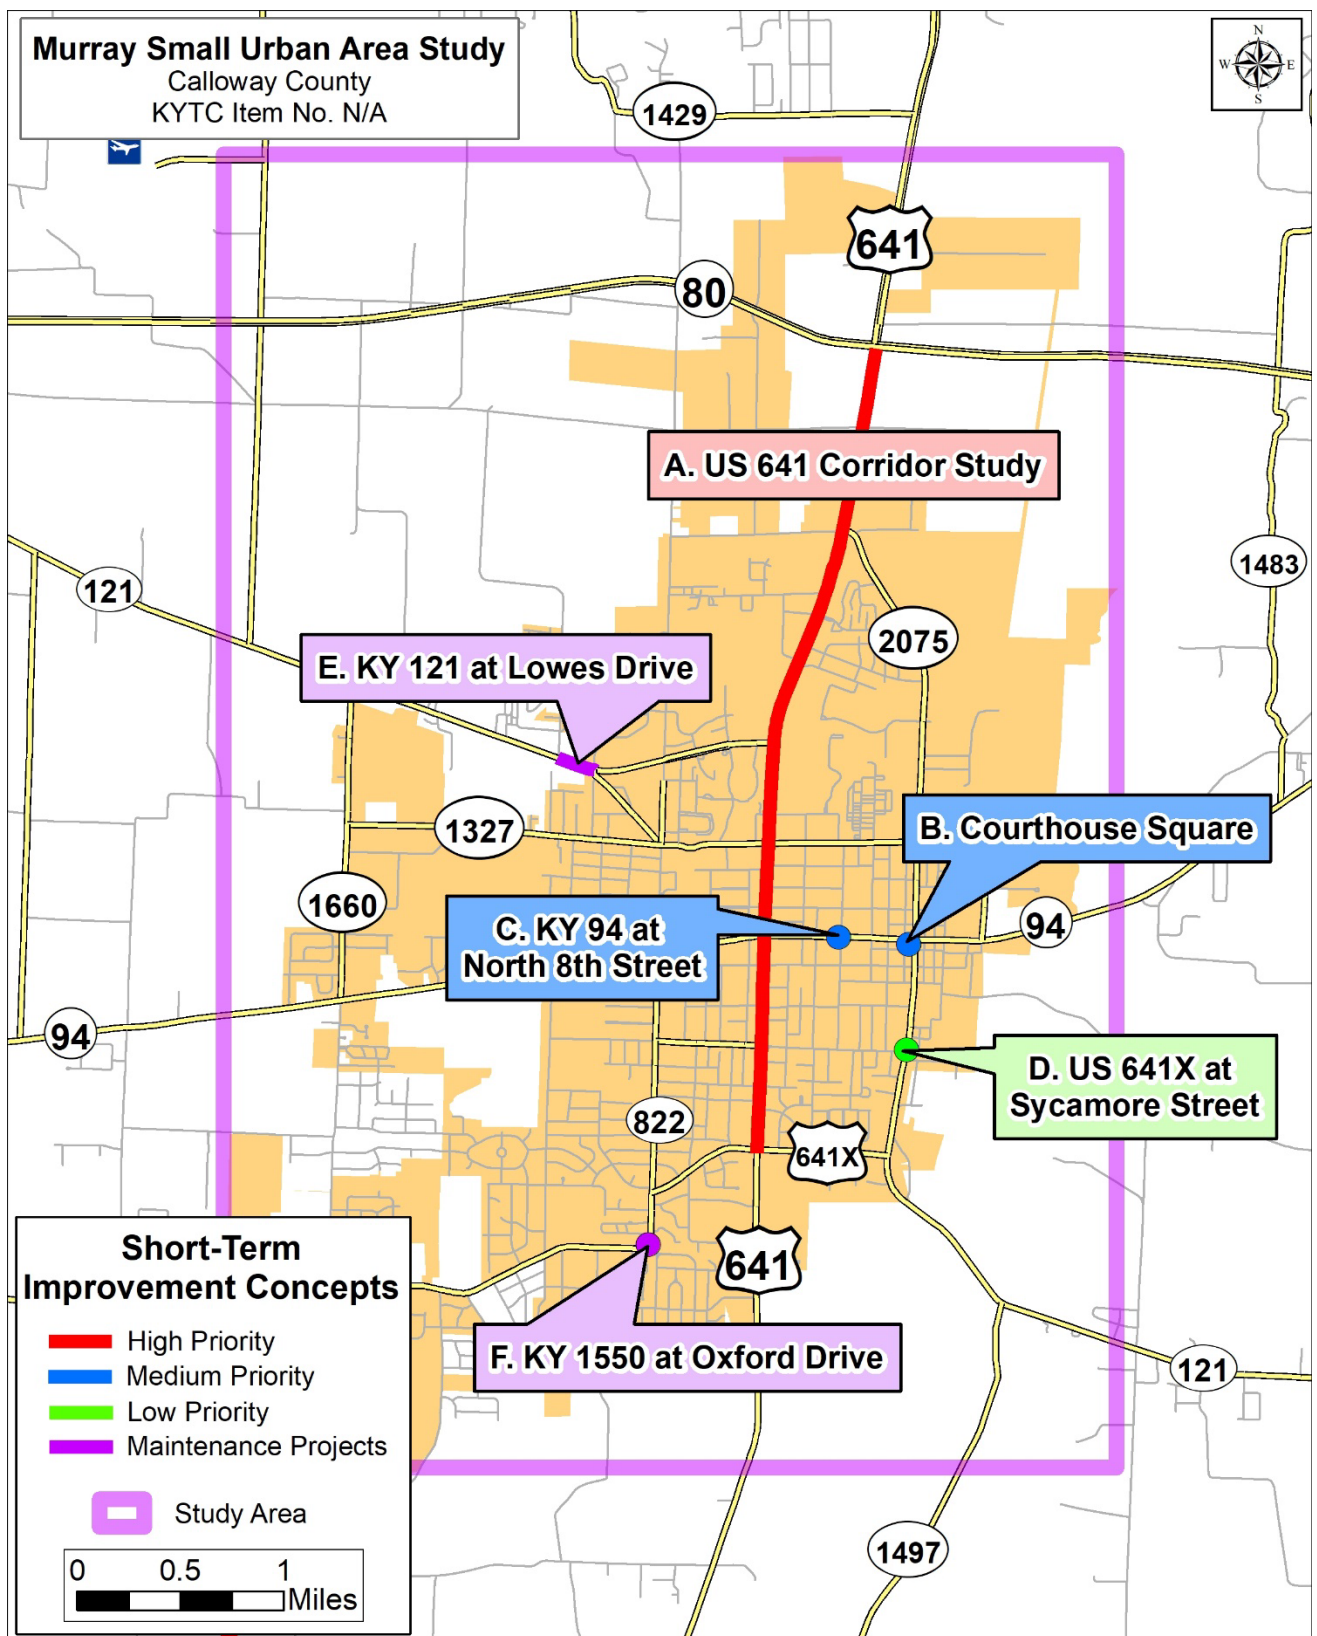 Murray Small Urban Area Study
Calloway County
KYTC Item No. N/A
N
W
E
S
1429
641
80
A. US 641 Corridor Study
1483
121
2075
E. KY 121 at Lowes Drive
1327
B. Courthouse Square
1660
C. KY 94 at
North 8th Street
94
94
D. US 641X at
Sycamore Street
822
641X
641
Short-Term
Improvement Concepts
High Priority
Medium Priority
Low Priority
Maintenance Projects
Study Area
0 0.5 1
Miles
F. KY 1550 at Oxford Drive
121
1497